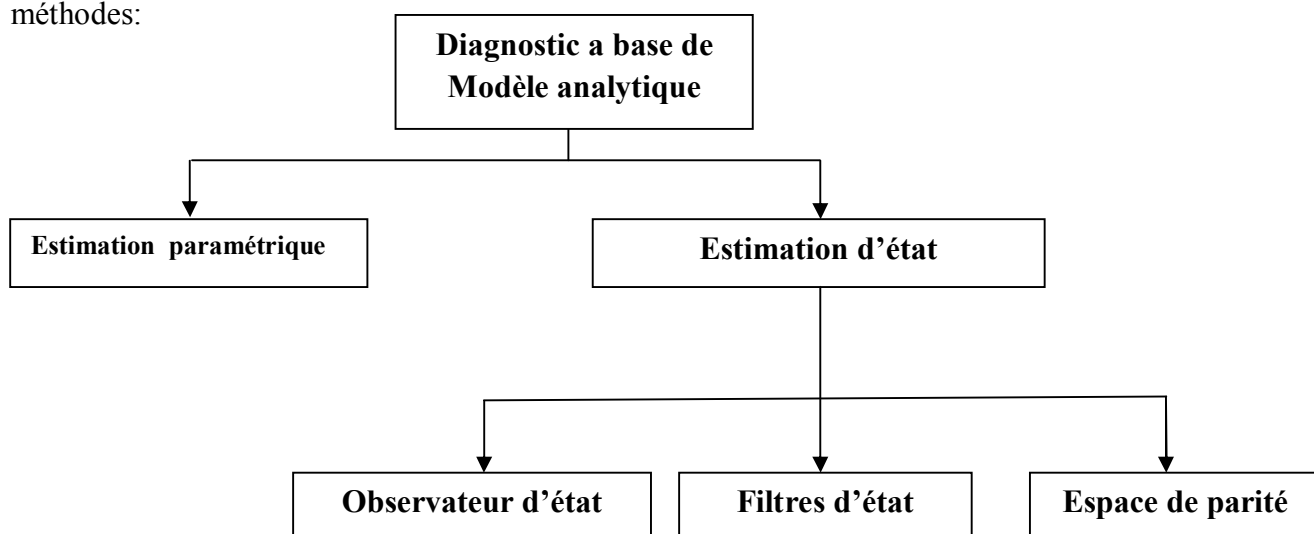 méthodes:
Diagnostic a base de
Modèle analytique
Estimation paramétrique
Estimation d’état
Observateur d’état
Filtres d’état
Espace de parité